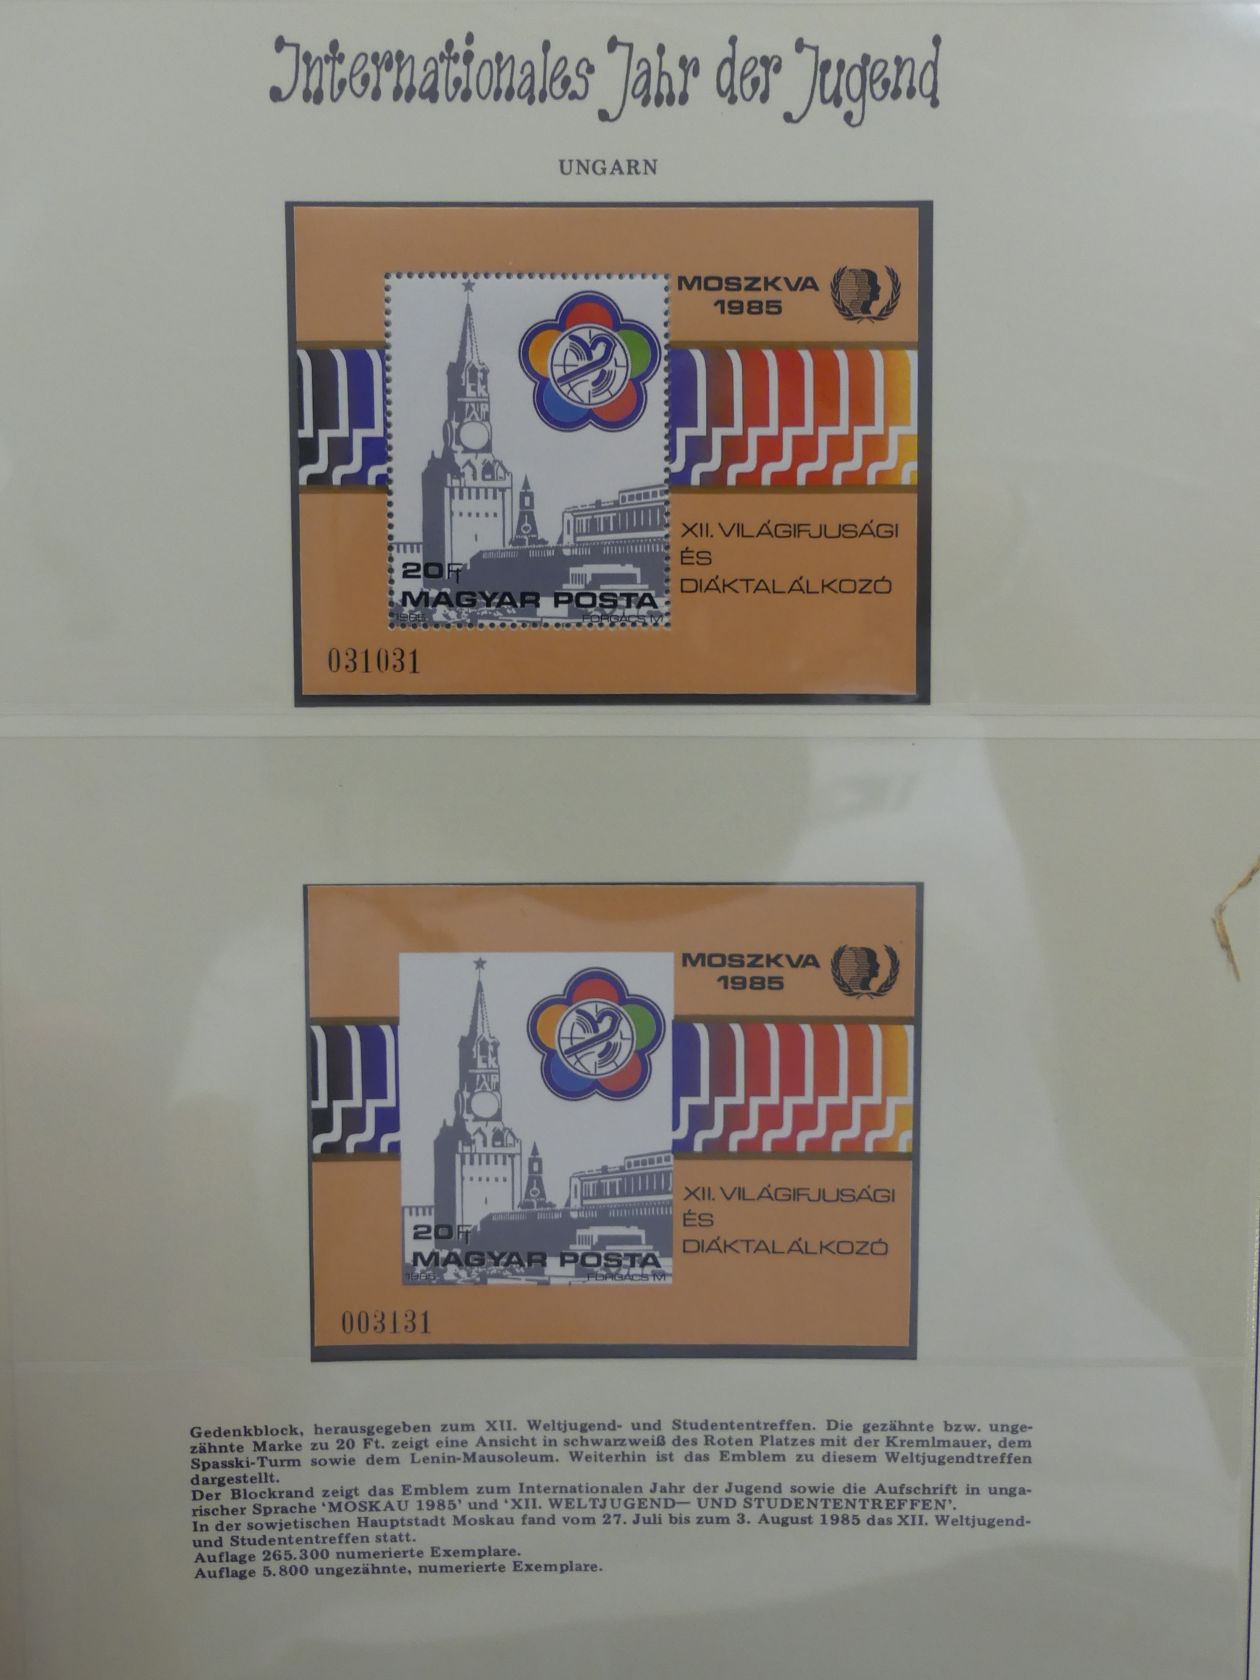 Internationales Jahr der Jugend
UNGARN
MOSZKVA
1985
XII. VILÁGIFJUSÁGI
ÉS
DIÁKTALÁLKOZÓ
20 Ft
MAGYAR POSTA
1985 FORGÁCS M
031031
MOSZKVA
1985
XII. VILÁGIFJUSÁGI
ÉS
DIÁKTALÁLKOZÓ
20 Ft
MAGYAR POSTA
1985 FORGÁCS M
003131
Gedenkblock, herausgegeben zum XII. Weltjugend- und Studententreffen. Die gezähnte bzw. unge-
zähnte Marke zu 20 Ft. zeigt eine Ansicht in schwarzweiß des Roten Platzes mit der Kremlmauer, dem
Spasski-Turm sowie dem Lenin-Mausoleum. Weiterhin ist das Emblem zu diesem Weltjugendtreffen
dargestellt.
Der Blockrand zeigt das Emblem zum Internationalen Jahr der Jugend sowie die Aufschrift in unga-
rischer Sprache 'MOSKAU 1985' und 'XII. WELTJUGEND— UND STUDENTENTREFFEN'.
In der sowjetischen Hauptstadt Moskau fand vom 27. Juli bis zum 3. August 1985 das XII. Weltjugend-
und Studententreffen statt.
Auflage 265.300 numerierte Exemplare.
Auflage 5.800 ungezähnte, numerierte Exemplare.